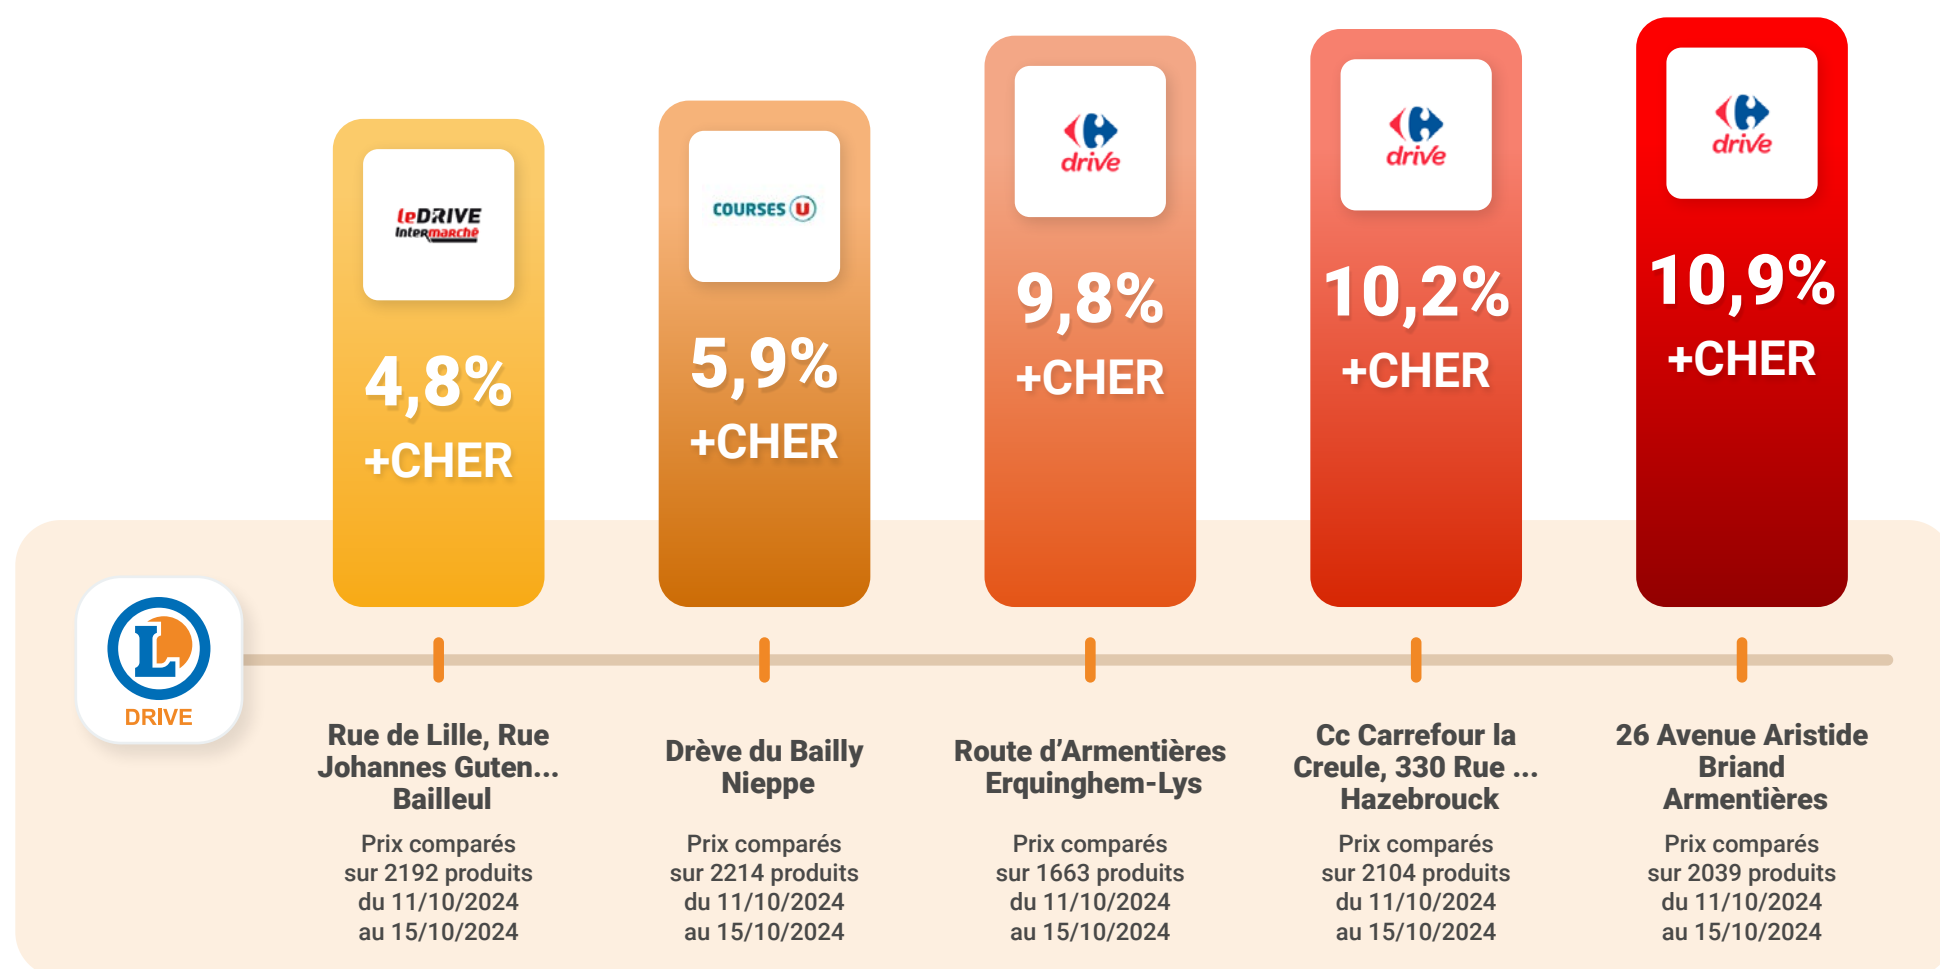 leDRIVE
Intermarché
4,8%
+CHER
COURSES U
5,9%
+CHER
drive
9,8%
+CHER
drive
10,2%
+CHER
drive
10,9%
+CHER
L
DRIVE
Rue de Lille, Rue
Johannes Guten...
Bailleul
Prix comparés
sur 2192 produits
du 11/10/2024
au 15/10/2024
Drève du Bailly
Nieppe
Prix comparés
sur 2214 produits
du 11/10/2024
au 15/10/2024
Route d'Armentières
Erquinghem-Lys
Prix comparés
sur 1663 produits
du 11/10/2024
au 15/10/2024
Cc Carrefour la
Creule, 330 Rue ...
Hazebrouck
Prix comparés
sur 2104 produits
du 11/10/2024
au 15/10/2024
26 Avenue Aristide
Briand
Armentières
Prix comparés
sur 2039 produits
du 11/10/2024
au 15/10/2024